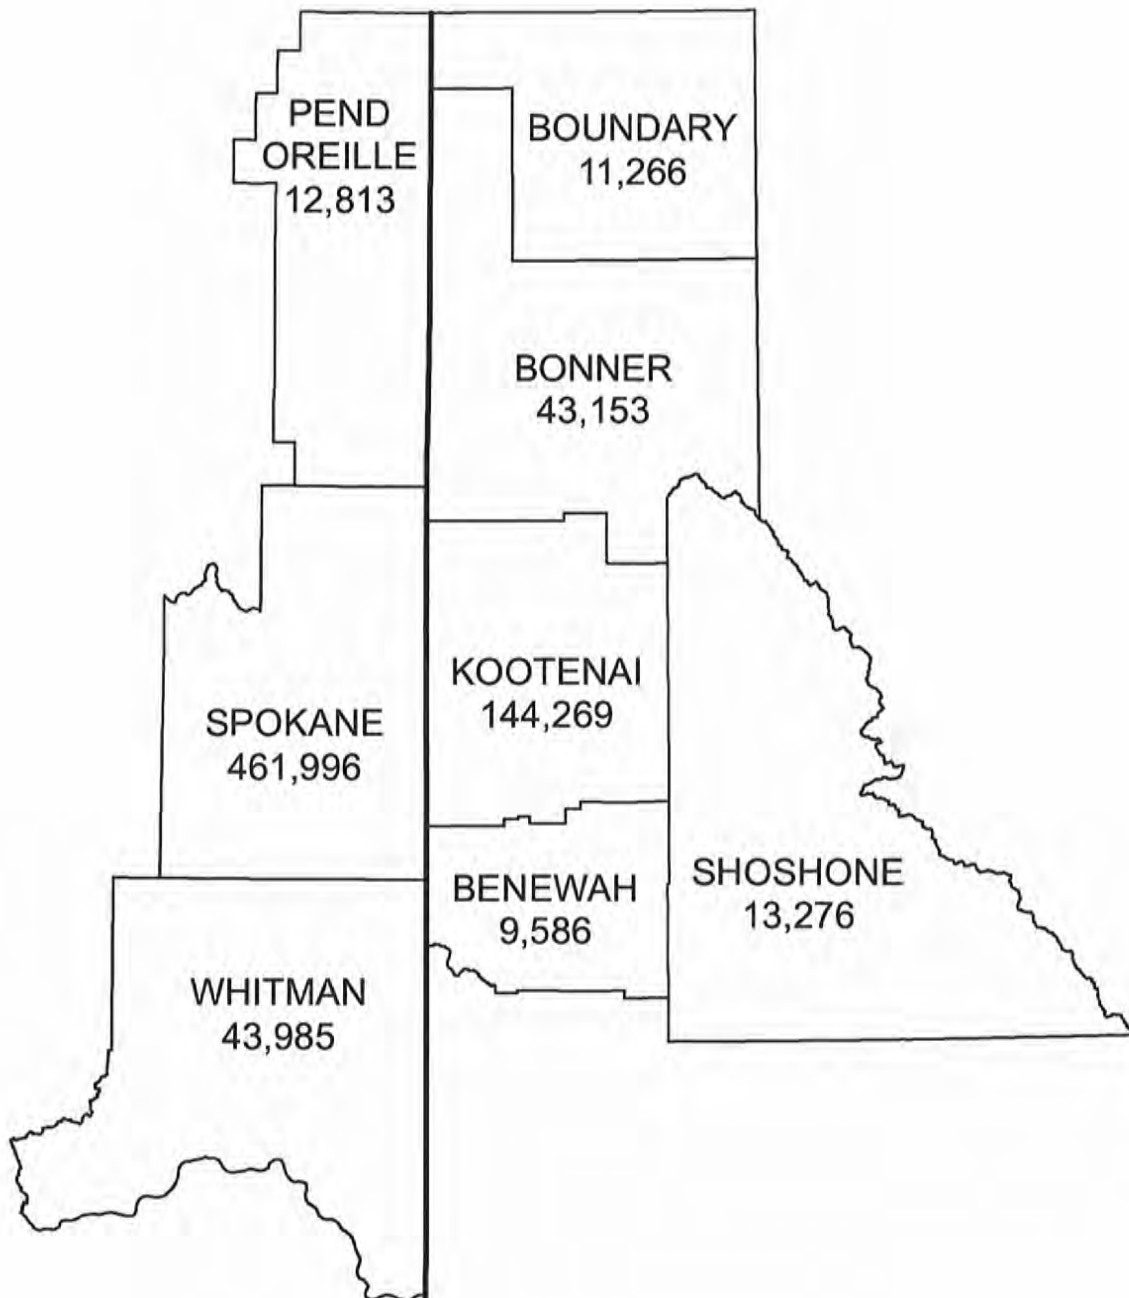 PEND
OREILLE
12,813
BOUNDARY
11,266
BONNER
43,153
KOOTENAI
144,269
SPOKANE
461,996
BENEWAH
9,586
SHOSHONE
13,276
WHITMAN
43,985